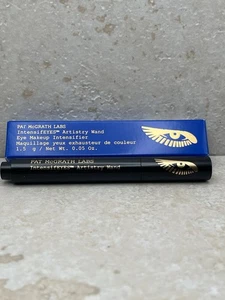 PAT McGRATH LABS
IntensifEYES™ Artistry Wand
Eye Makeup Intensifier
Maquillage yeux exhausteur de couleur
1.5 g / Net Wt. 0.05 Oz.
PAT McGRATH LABS
IntensifEYES™ Artistry Wand